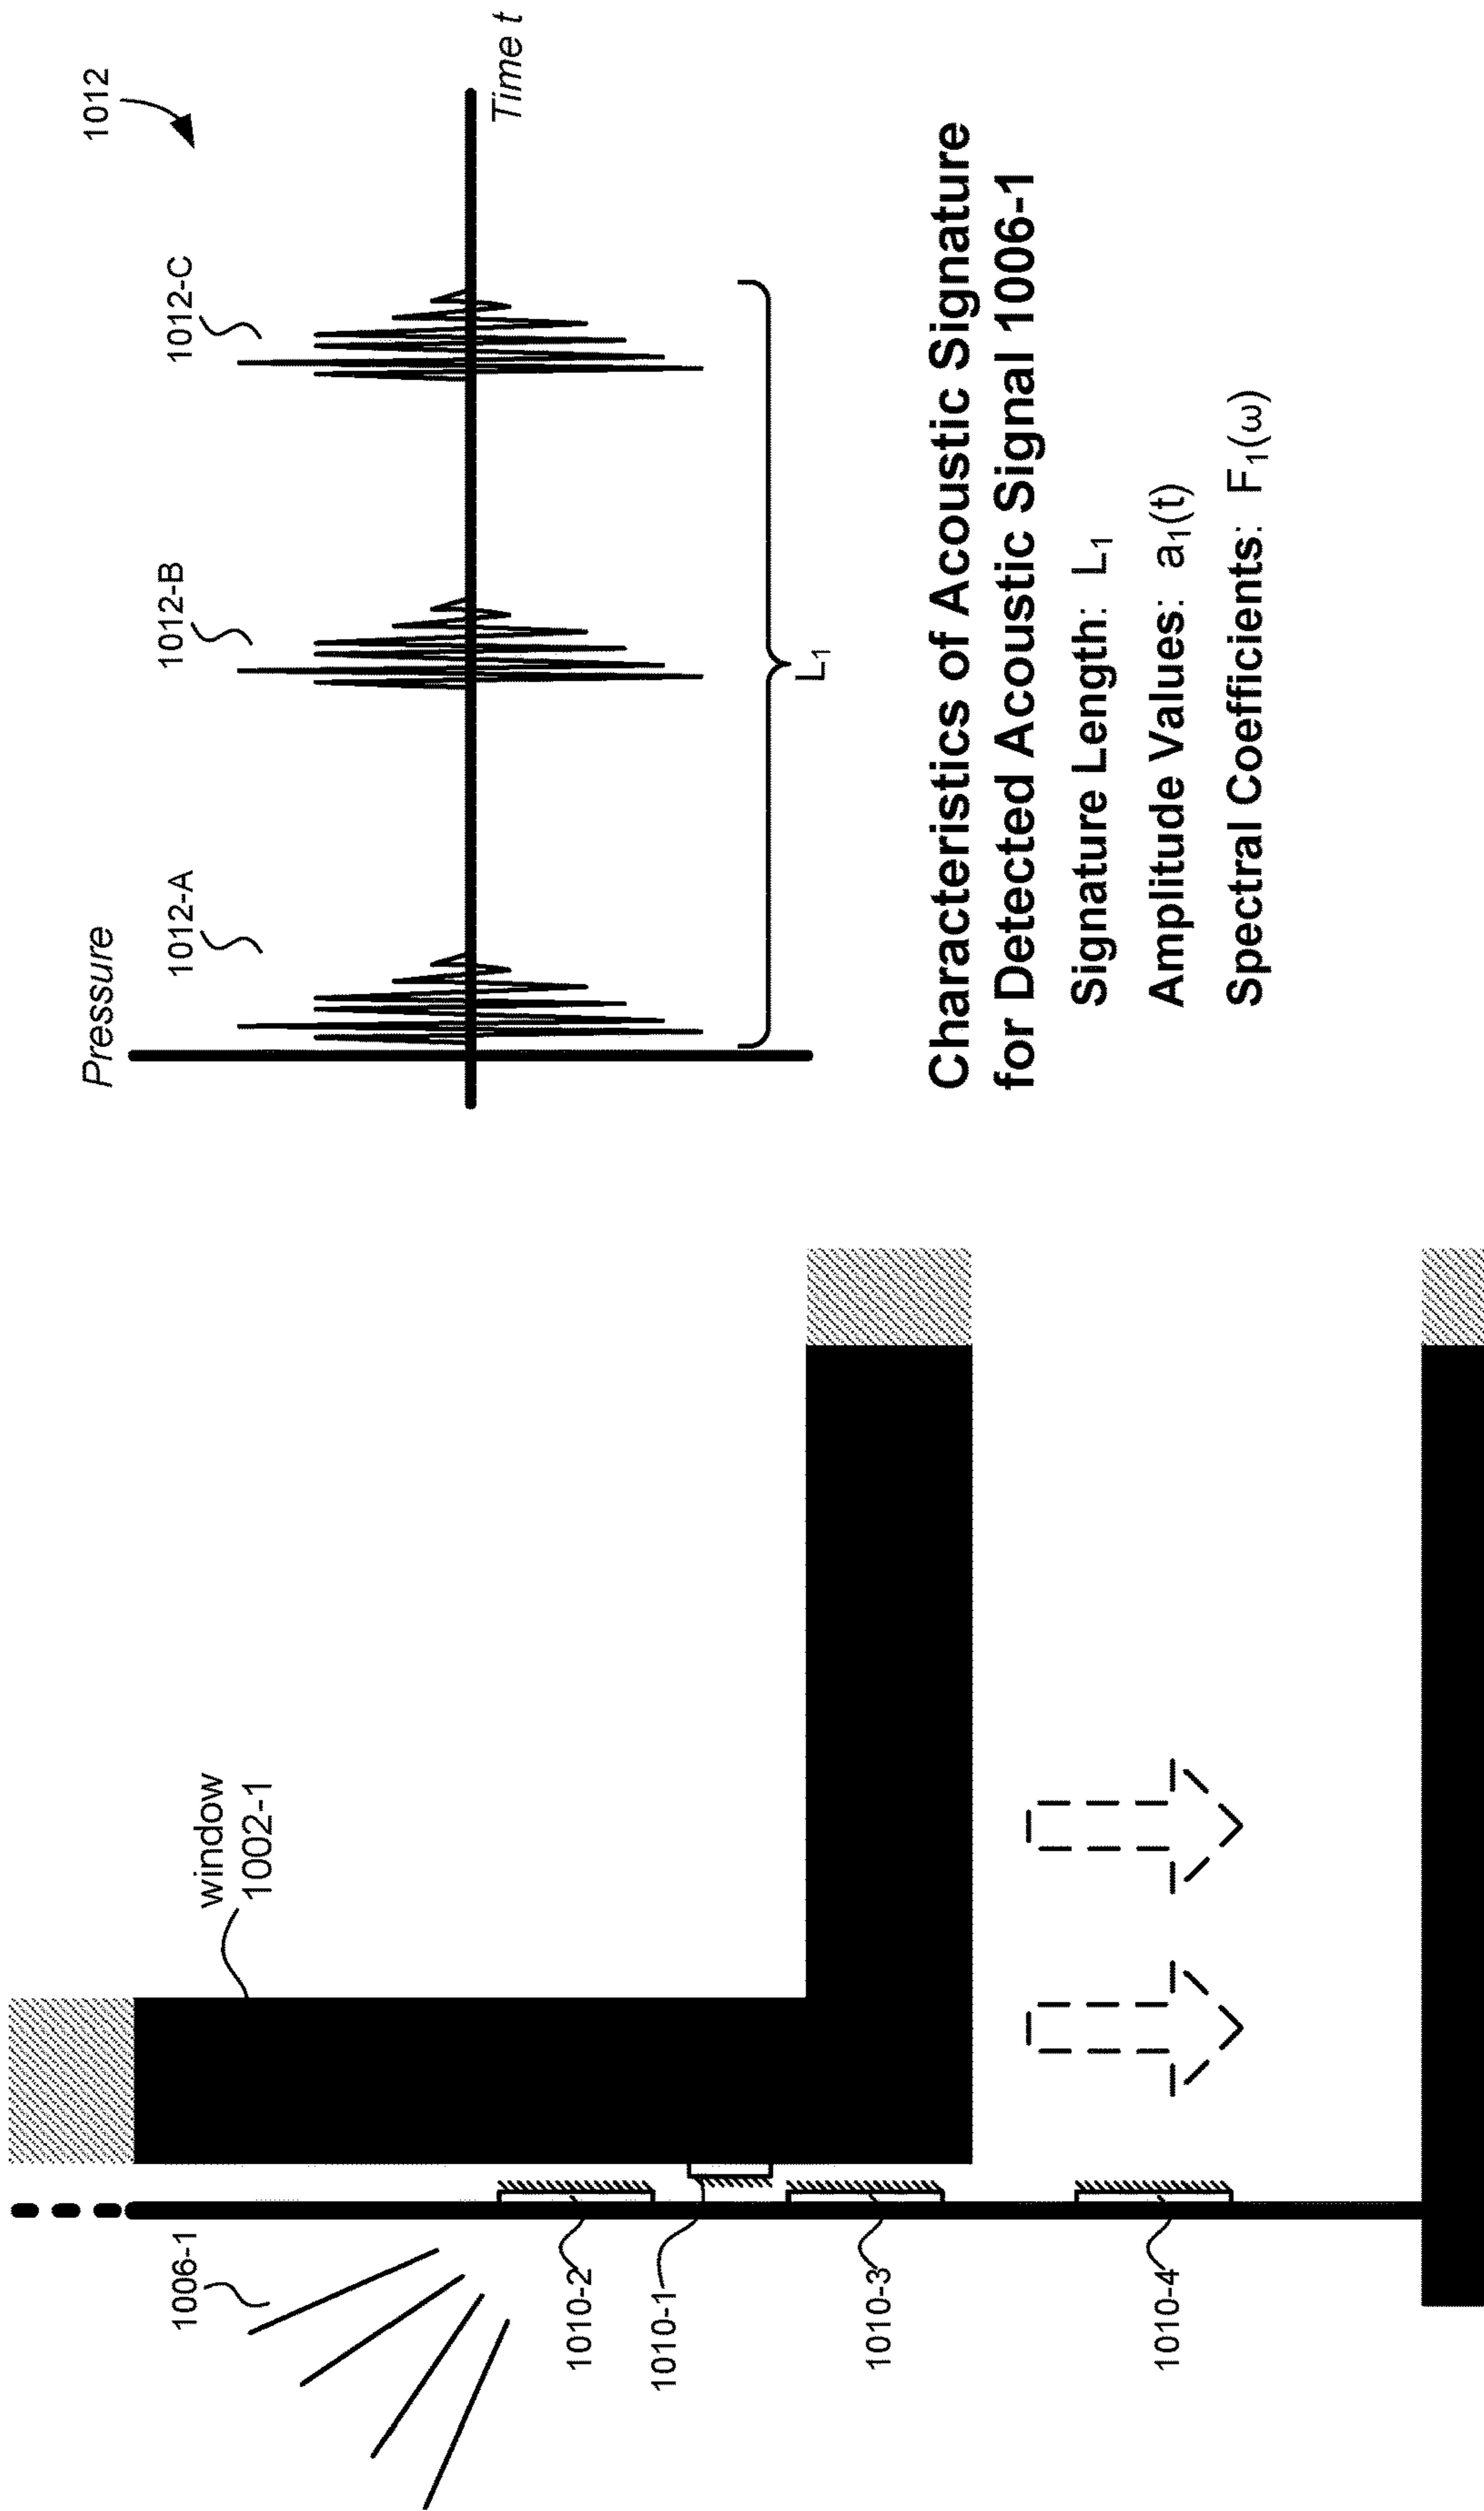 1006-1
window
1002-1
1010-2
1010-1
1010-3
1010-4
Pressure
1012-A
1012-B
1012-C
1012
Time t
L₁
Characteristics of Acoustic Signature
for Detected Acoustic Signal 1006-1
Signature Length: L₁
Amplitude Values: a₁(t)
Spectral Coefficients: F₁(ω)